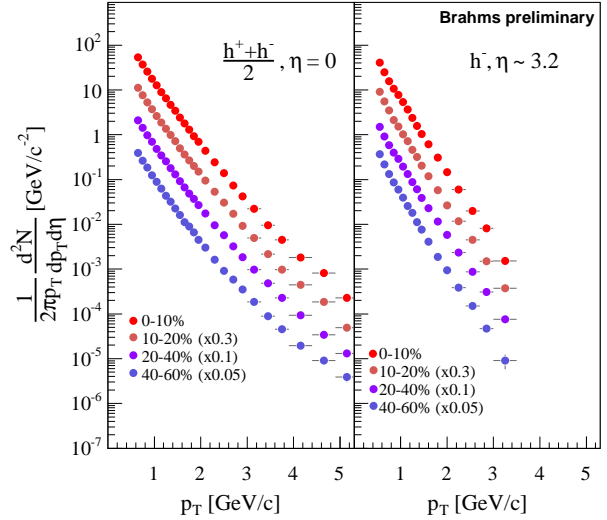 Brahms preliminary
h⁺+h⁻
2
, η = 0
h⁻, η ~ 3.2
1/2πp_T d²N/dp_Tdη [GeV/c⁻²]
10²
10
1
10⁻¹
10⁻²
10⁻³
10⁻⁴
10⁻⁵
10⁻⁶
10⁻⁷
0-10%
10-20% (x0.3)
20-40% (x0.1)
40-60% (x0.05)
0-10%
10-20% (x0.3)
20-40% (x0.1)
40-60% (x0.05)
1 2 3 4 5
1 2 3 4 5
p_T [GeV/c]
p_T [GeV/c]